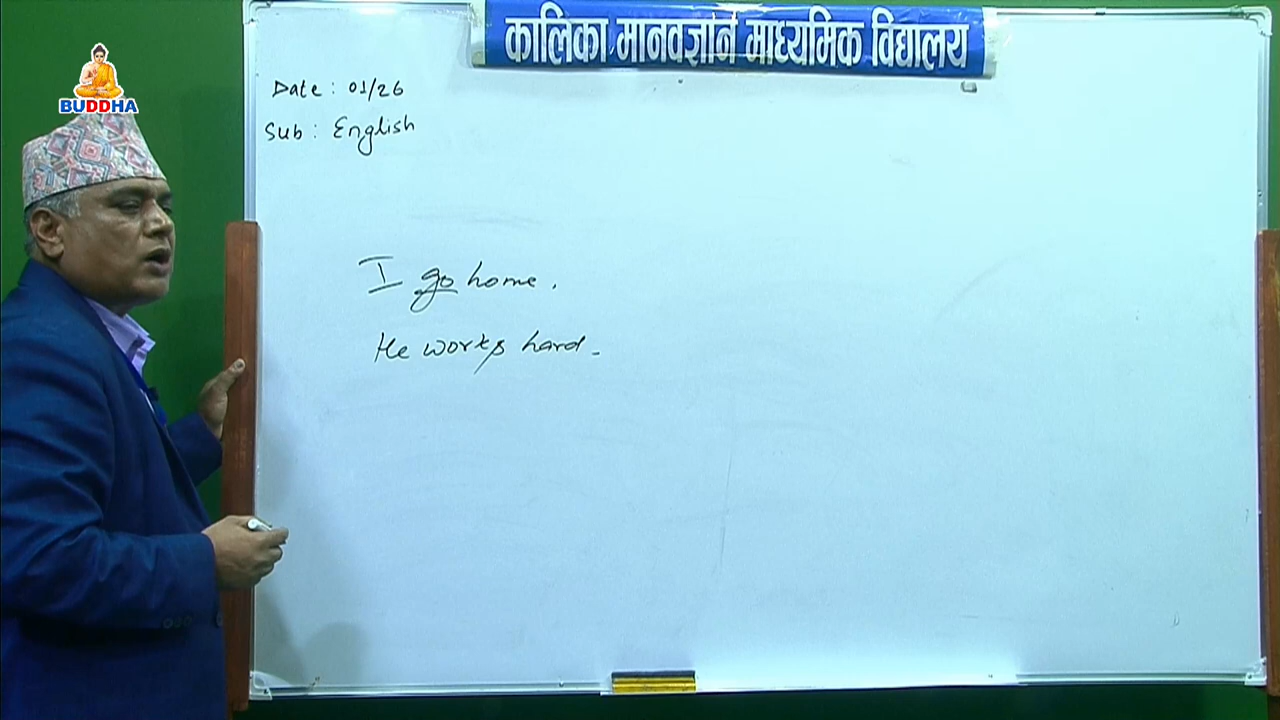 कालिका मानवज्ञान माध्यमिक विद्यालय
BUDDHA
Date : 01/26
Sub : English
I go home.
He works hard.